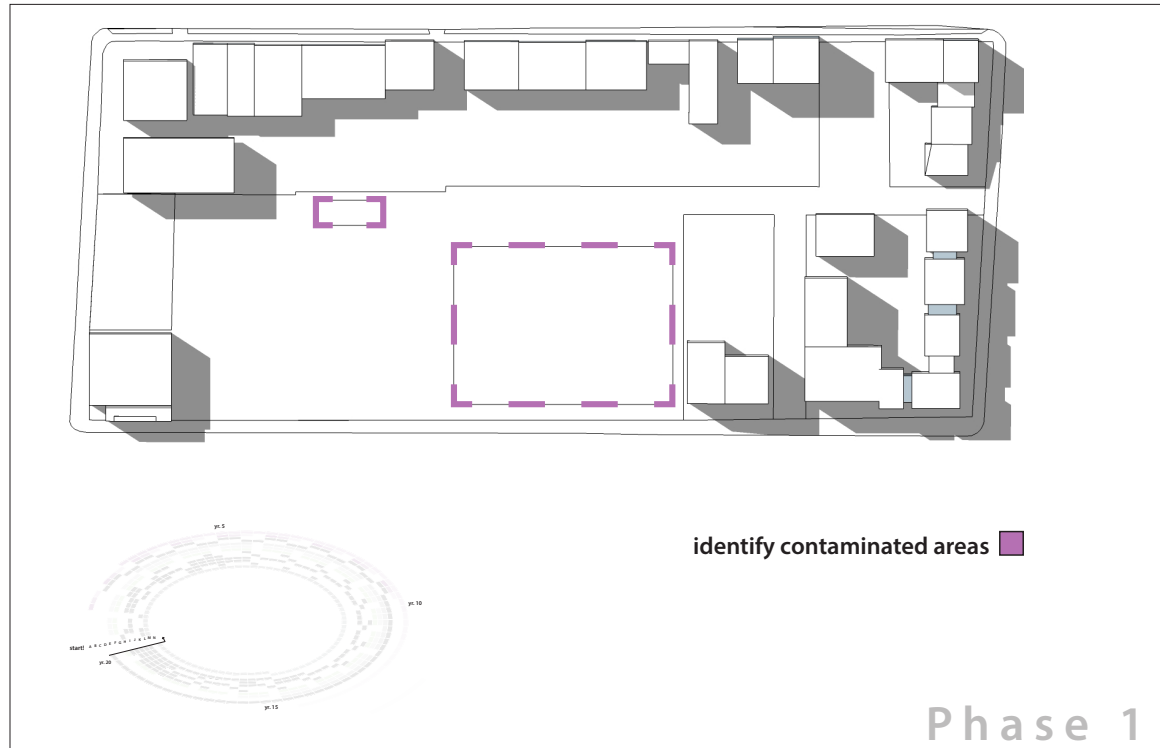 yr. 5
identify contaminated areas
yr. 10
start! A B C D E F G H I J K L M N
yr. 20
yr. 15
Phase 1